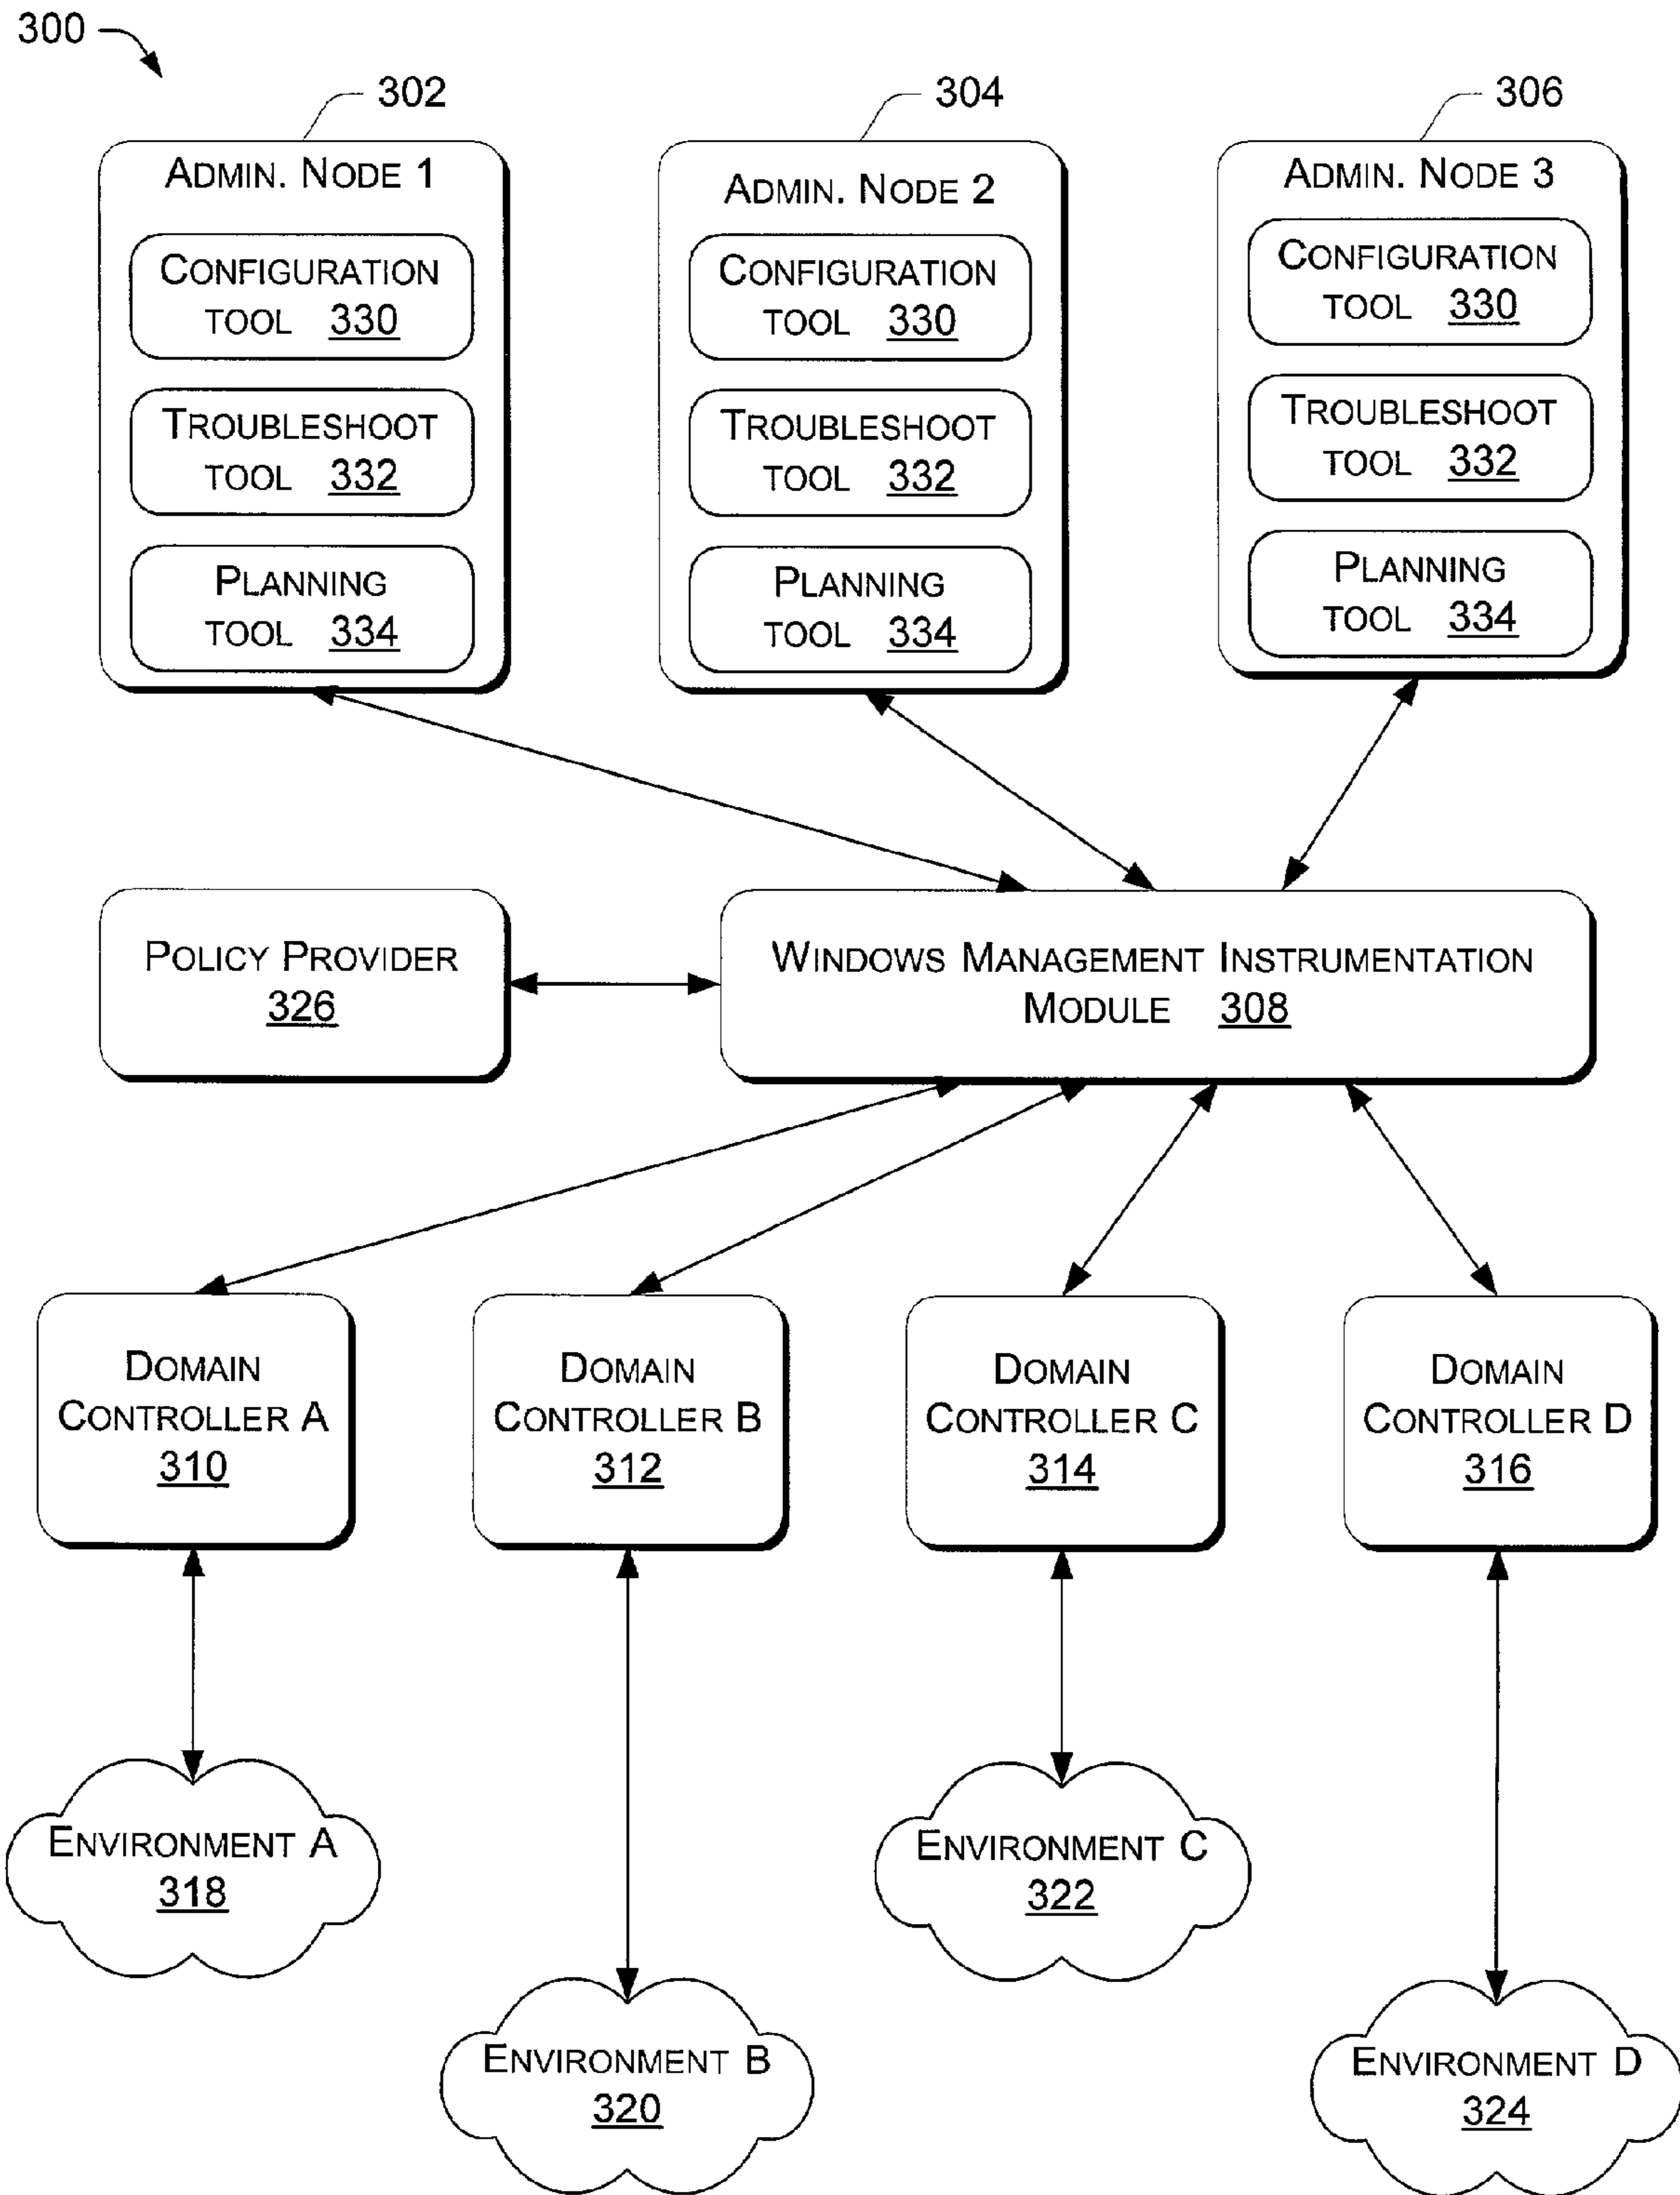 300
302
304
306
ADMIN. NODE 1
CONFIGURATION
TOOL 330
TROUBLESHOOT
TOOL 332
PLANNING
TOOL 334
ADMIN. NODE 2
CONFIGURATION
TOOL 330
TROUBLESHOOT
TOOL 332
PLANNING
TOOL 334
ADMIN. NODE 3
CONFIGURATION
TOOL 330
TROUBLESHOOT
TOOL 332
PLANNING
TOOL 334
POLICY PROVIDER
326
WINDOWS MANAGEMENT INSTRUMENTATION
MODULE 308
DOMAIN
CONTROLLER A
310
DOMAIN
CONTROLLER B
312
DOMAIN
CONTROLLER C
314
DOMAIN
CONTROLLER D
316
ENVIRONMENT A
318
ENVIRONMENT C
322
ENVIRONMENT B
320
ENVIRONMENT D
324